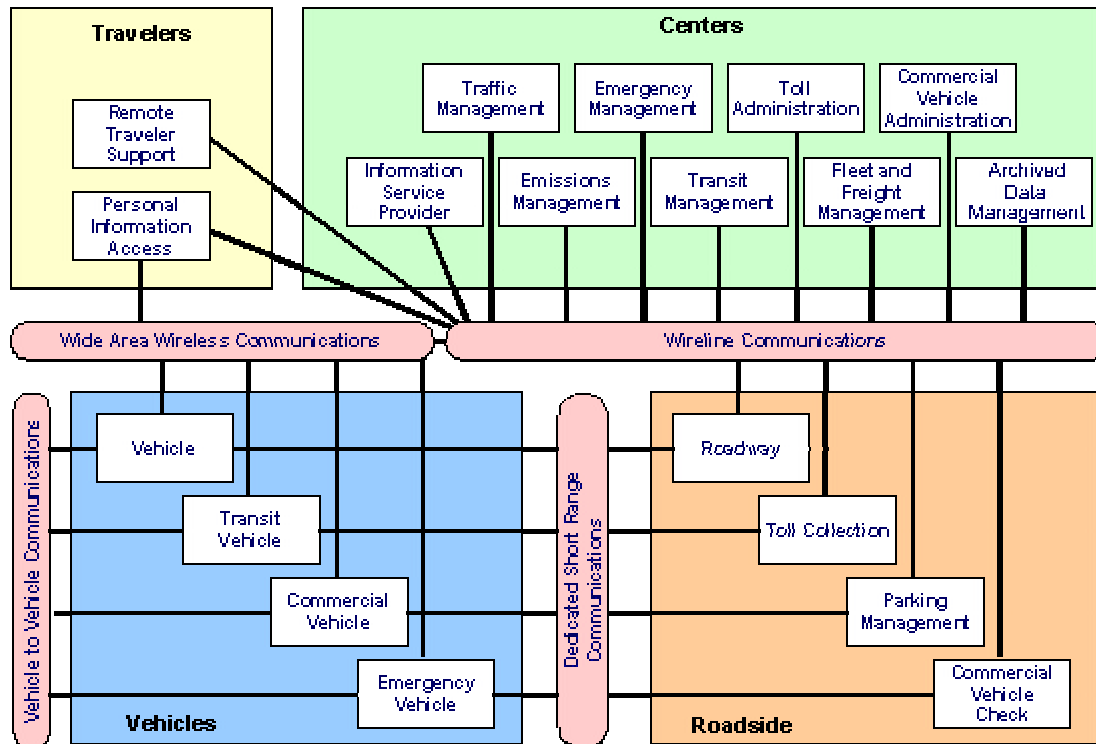 Travelers
Remote
Traveler
Support
Personal
Information
Access
Centers
Traffic
Management
Emergency
Management
Toll
Administration
Commercial
Vehicle
Administration
Information
Service
Provider
Emissions
Management
Transit
Management
Fleet and
Freight
Management
Archived
Data
Management
Wide Area Wireless Communications
Wireline Communications
Vehicle to Vehicle Communications
Vehicle
Transit
Vehicle
Commercial
Vehicle
Emergency
Vehicle
Vehicles
Dedicated Short Range
Communications
Roadway
Toll Collection
Parking
Management
Commercial
Vehicle
Check
Roadside